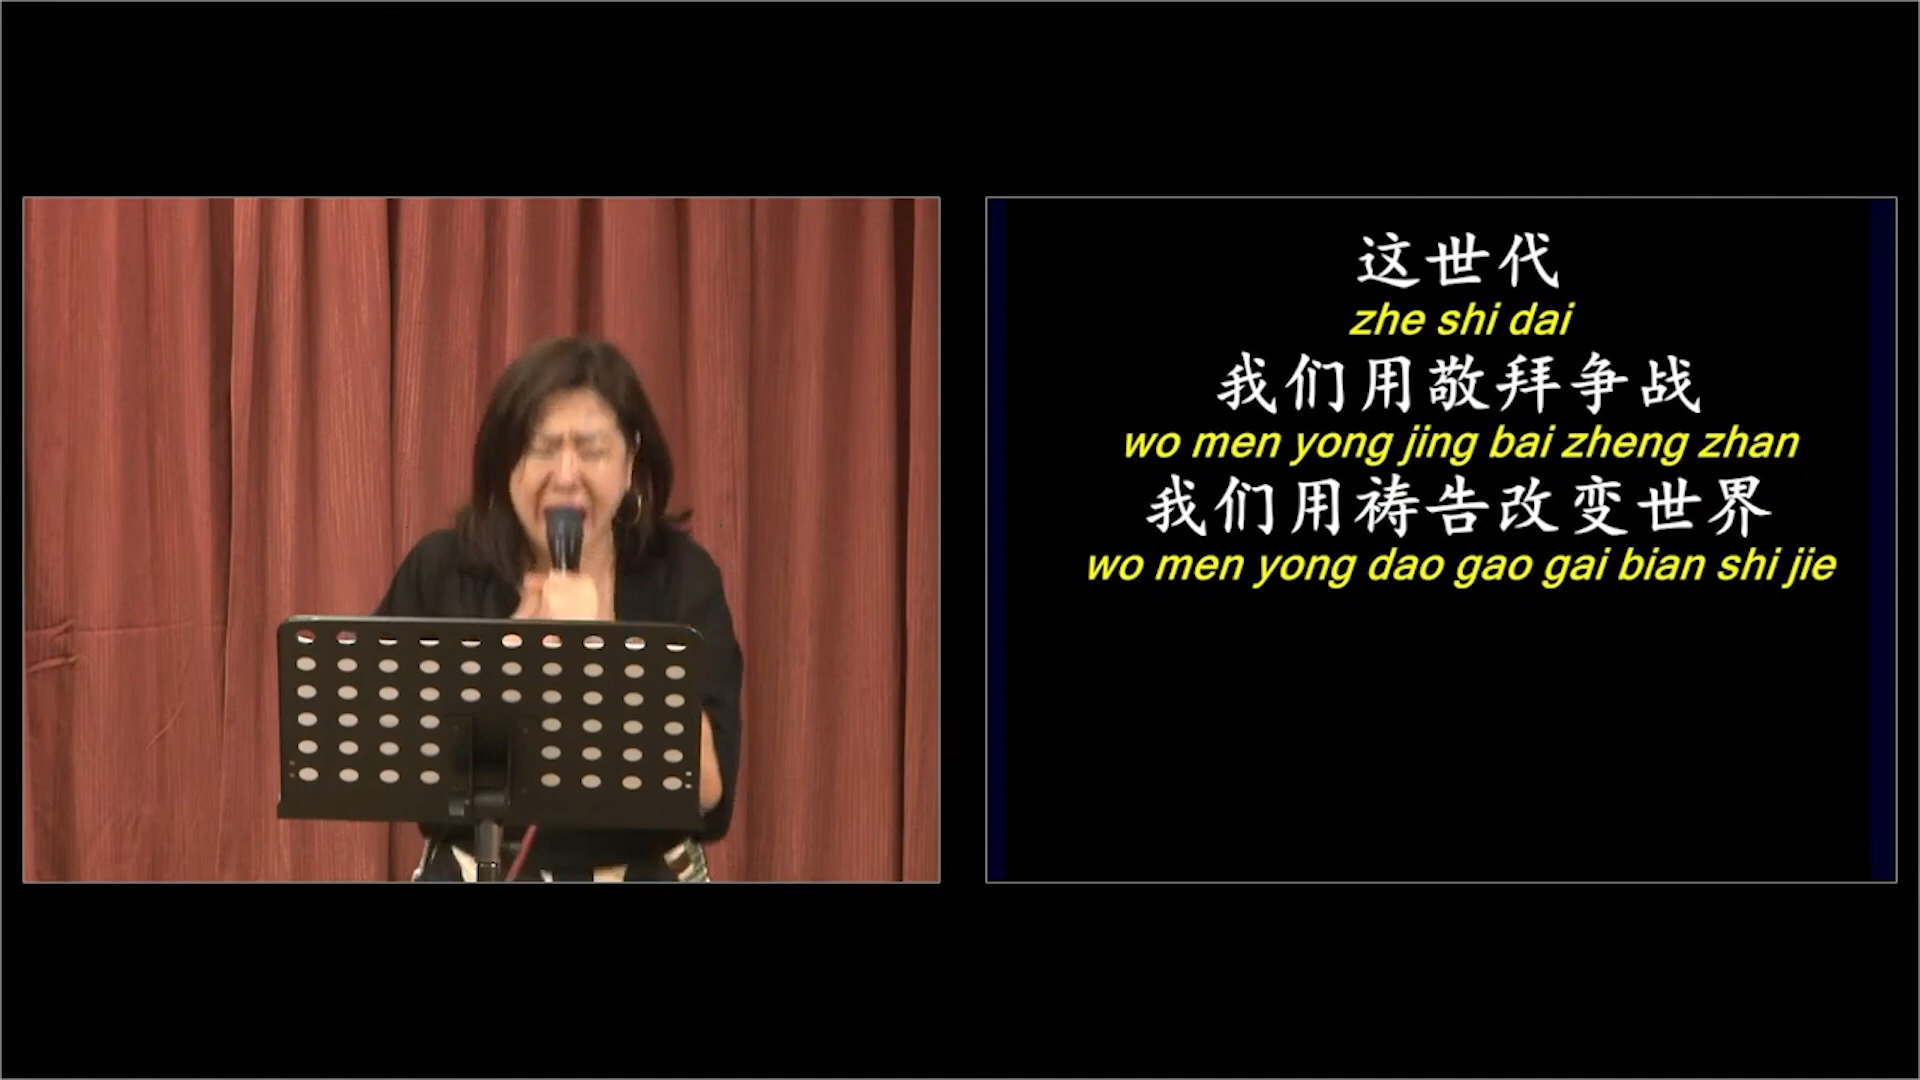 这世代
zhe shi dai
我们用敬拜争战
wo men yong jing bai zheng zhan
我们用祷告改变世界
wo men yong dao gao gai bian shi jie